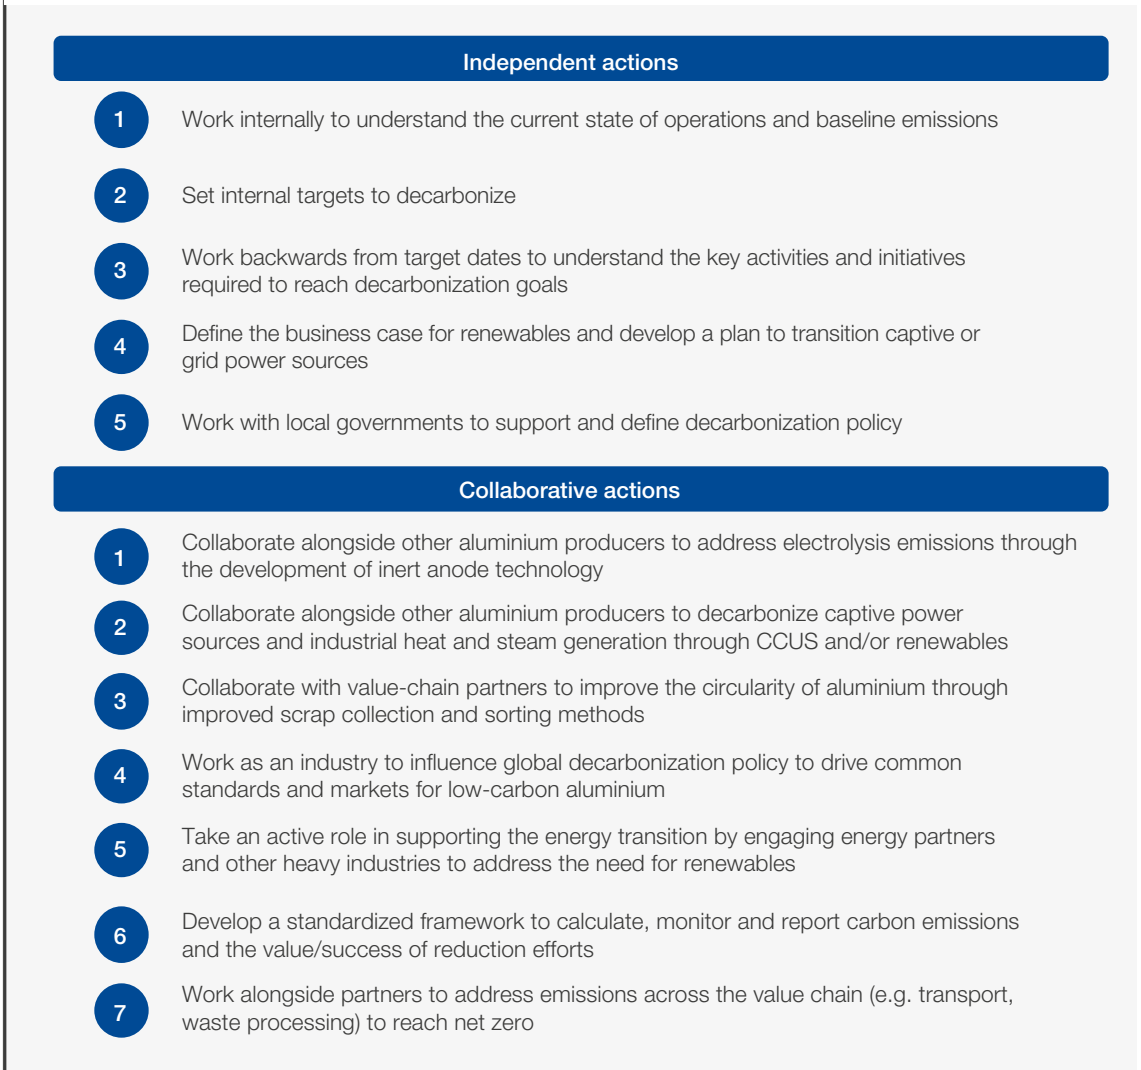 Independent actions
1
Work internally to understand the current state of operations and baseline emissions
2
Set internal targets to decarbonize
3
Work backwards from target dates to understand the key activities and initiatives
required to reach decarbonization goals
4
Define the business case for renewables and develop a plan to transition captive or
grid power sources
5
Work with local governments to support and define decarbonization policy
Collaborative actions
1
Collaborate alongside other aluminium producers to address electrolysis emissions through
the development of inert anode technology
2
Collaborate alongside other aluminium producers to decarbonize captive power
sources and industrial heat and steam generation through CCUS and/or renewables
3
Collaborate with value-chain partners to improve the circularity of aluminium through
improved scrap collection and sorting methods
4
Work as an industry to influence global decarbonization policy to drive common
standards and markets for low-carbon aluminium
5
Take an active role in supporting the energy transition by engaging energy partners
and other heavy industries to address the need for renewables
6
Develop a standardized framework to calculate, monitor and report carbon emissions
and the value/success of reduction efforts
7
Work alongside partners to address emissions across the value chain (e.g. transport,
waste processing) to reach net zero